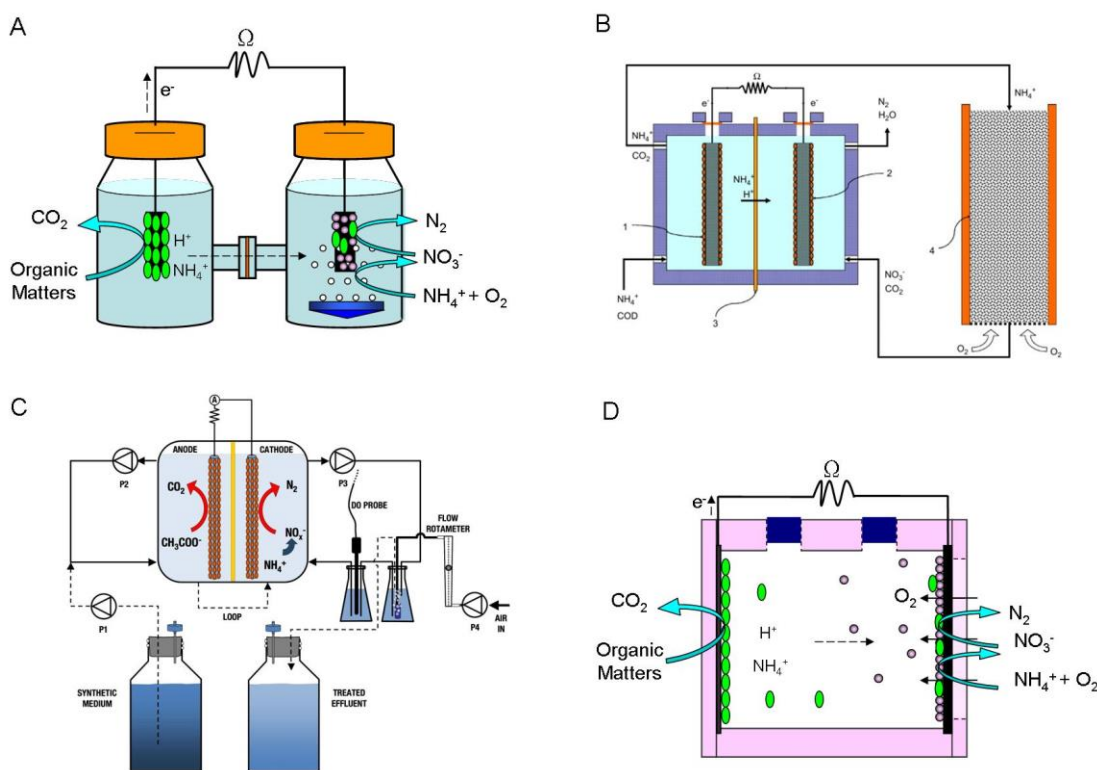 A
Ω
e-
CO2
H+
NH4+
Organic
Matters
N2
NO3-
NH4+ + O2
B
Ω
e-
e-
NH4+
N2
H2O
NH4+
CO2
NH4+
H+
1
2
3
4
NH4+
COD
NO3-
CO2
O2
O2
C
A
ANODE
CATHODE
P2
P3
CO2
N2
CH3COO-
NOx-
NH4+
DO PROBE
FLOW
ROTAMETER
LOOP
P1
P4
AIR
IN
SYNTHETIC
MEDIUM
TREATED
EFFLUENT
D
Ω
e-
CO2
Organic
Matters
H+
NH4+
O2
N2
NO3-
NH4+ + O2